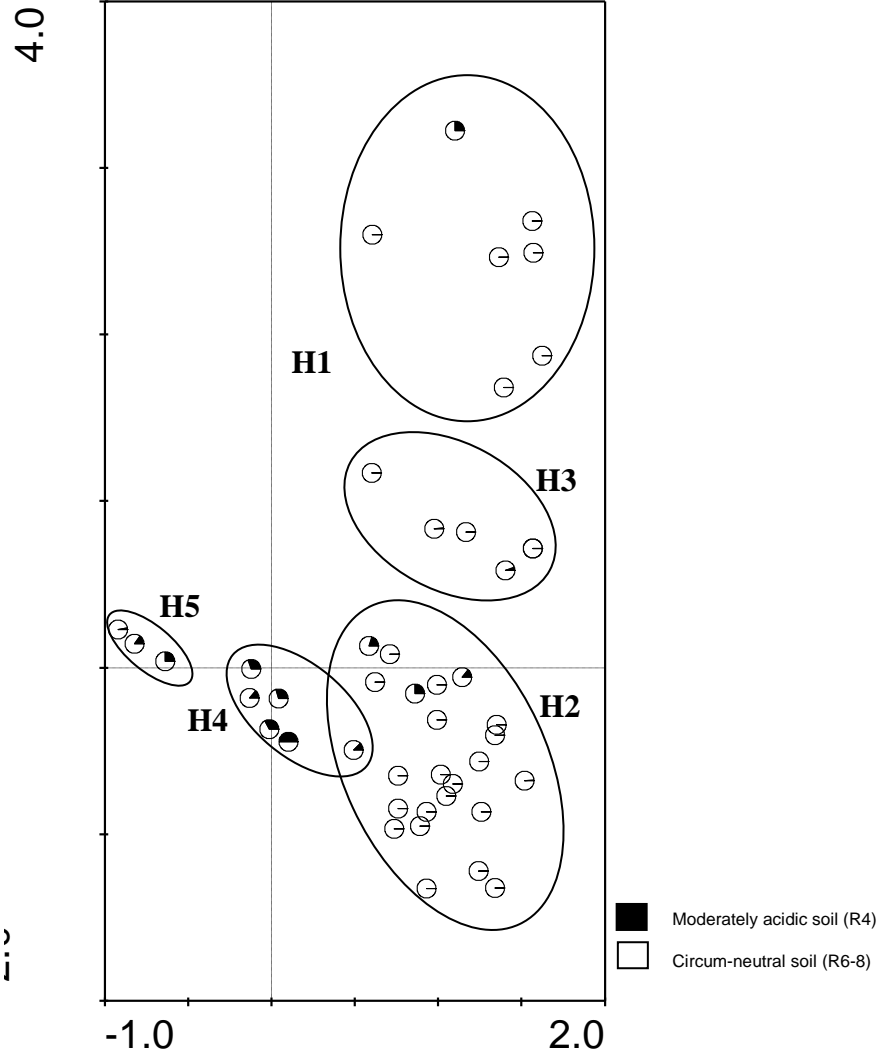 4.0
H1
H3
H5
H4
H2
Moderately acidic soil (R4)
Circum-neutral soil (R6-8)
-1.0
2.0